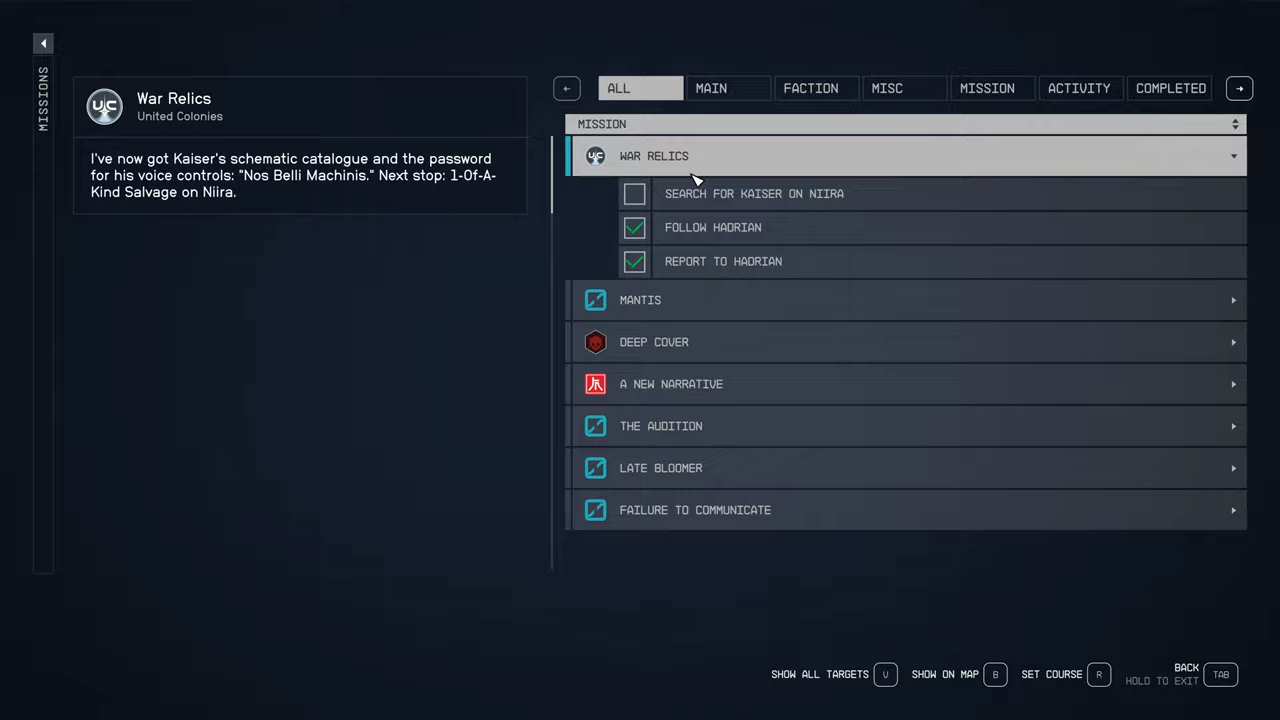 MISSIONS
UC
War Relics
United Colonies
I've now got Kaiser's schematic catalogue and the password
for his voice controls: "Nos Belli Machinis." Next stop: 1-Of-A-
Kind Salvage on Niira.
ALL
MAIN
FACTION
MISC
MISSION
ACTIVITY
COMPLETED
MISSION
UC
WAR RELICS
SEARCH FOR KAISER ON NIIRA
FOLLOW HADRIAN
REPORT TO HADRIAN
MANTIS
DEEP COVER
A NEW NARRATIVE
THE AUDITION
LATE BLOOMER
FAILURE TO COMMUNICATE
SHOW ALL TARGETS V
SHOW ON MAP B
SET COURSE R
BACK
HOLD TO EXIT
TAB